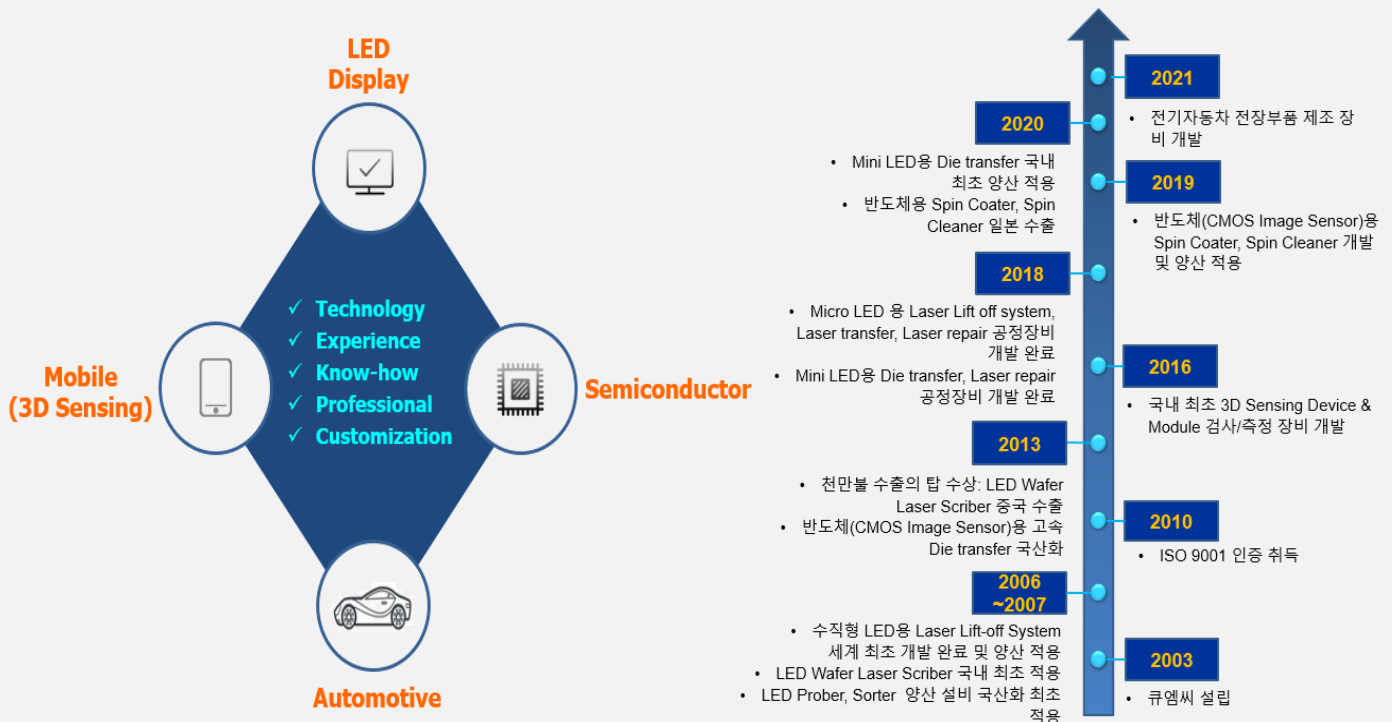 LED
Display
Mobile
(3D Sensing)
✓ Technology
✓ Experience
✓ Know-how
✓ Professional
✓ Customization
Semiconductor
Automotive
2021
• 전기자동차 전장부품 제조 장
비 개발
2020
• Mini LED용 Die transfer 국내
최초 양산 적용
• 반도체용 Spin Coater, Spin
Cleaner 일본 수출
2019
• 반도체(CMOS Image Sensor)용
Spin Coater, Spin Cleaner 개발
및 양산 적용
2018
• Micro LED 용 Laser Lift off system,
Laser transfer, Laser repair 공정장비
개발 완료
• Mini LED용 Die transfer, Laser repair
공정장비 개발 완료
2016
• 국내 최초 3D Sensing Device &
Module 검사/측정 장비 개발
2013
• 천만불 수출의 탑 수상: LED Wafer
Laser Scriber 중국 수출
• 반도체(CMOS Image Sensor)용 고속
Die transfer 국산화
2010
• ISO 9001 인증 취득
2006
~2007
• 수직형 LED용 Laser Lift-off System
세계 최초 개발 완료 및 양산 적용
• LED Wafer Laser Scriber 국내 최초 적용
• LED Prober, Sorter 양산 설비 국산화 최초
적용
2003
• 큐엠씨 설립